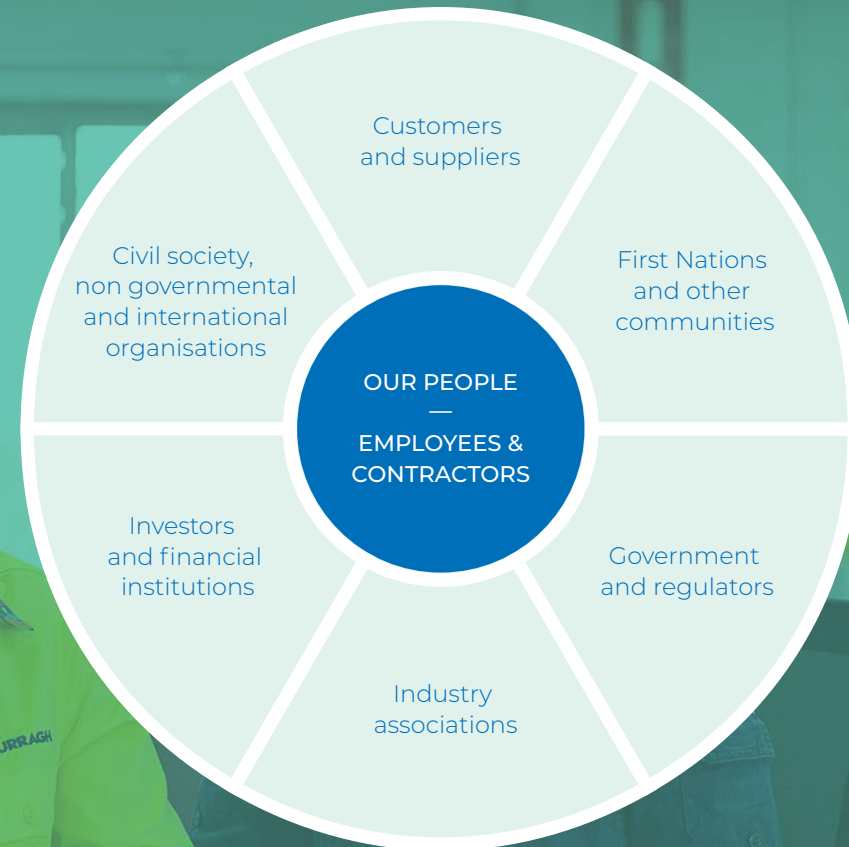 Customers
and suppliers
First Nations
and other
communities
Government
and regulators
Industry
associations
Investors
and financial
institutions
Civil society,
non governmental
and international
organisations
OUR PEOPLE
—
EMPLOYEES &
CONTRACTORS